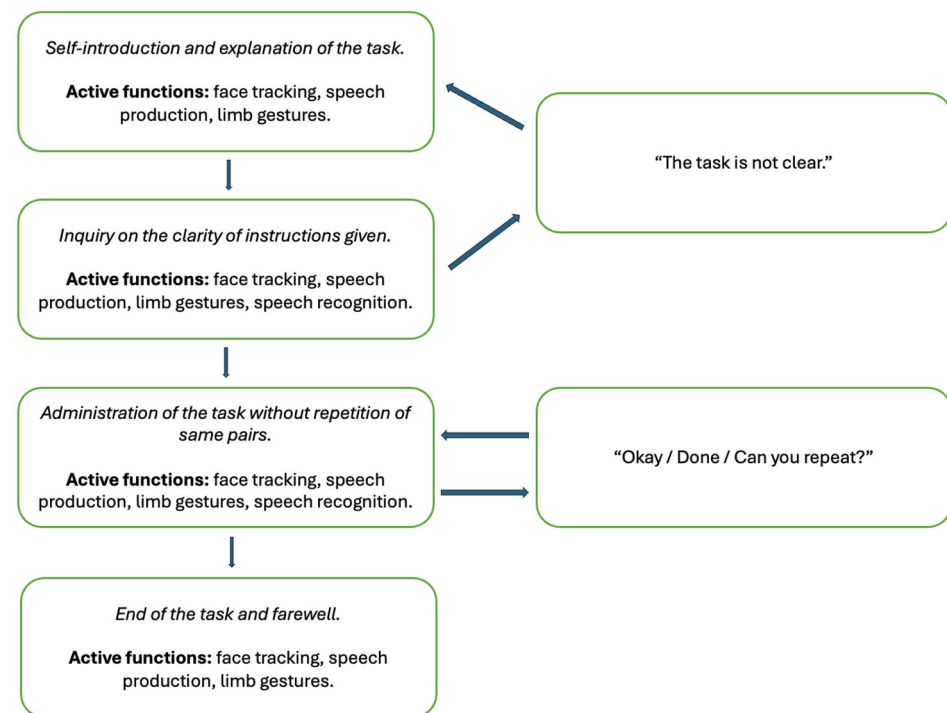 Self-introduction and explanation of the task.
Active functions: face tracking, speech
production, limb gestures.
“The task is not clear.”
Inquiry on the clarity of instructions given.
Active functions: face tracking, speech
production, limb gestures, speech recognition.
Administration of the task without repetition of
same pairs.
Active functions: face tracking, speech
production, limb gestures, speech recognition.
“Okay / Done / Can you repeat?”
End of the task and farewell.
Active functions: face tracking, speech
production, limb gestures.